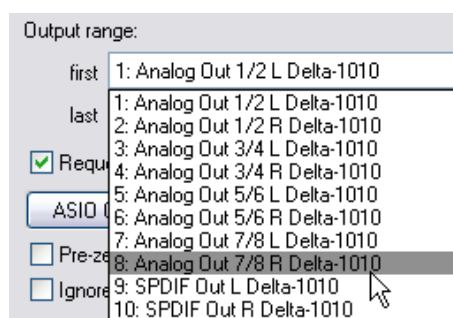 Output range:
first 1: Analog Out 1/2 L Delta-1010
last
1: Analog Out 1/2 L Delta-1010
2: Analog Out 1/2 R Delta-1010
3: Analog Out 3/4 L Delta-1010
4: Analog Out 3/4 R Delta-1010
5: Analog Out 5/6 L Delta-1010
6: Analog Out 5/6 R Delta-1010
7: Analog Out 7/8 L Delta-1010
8: Analog Out 7/8 R Delta-1010
9: SPDIF Out L Delta-1010
10: SPDIF Out R Delta-1010
Reque
ASIO
Pre-ze
Ignore